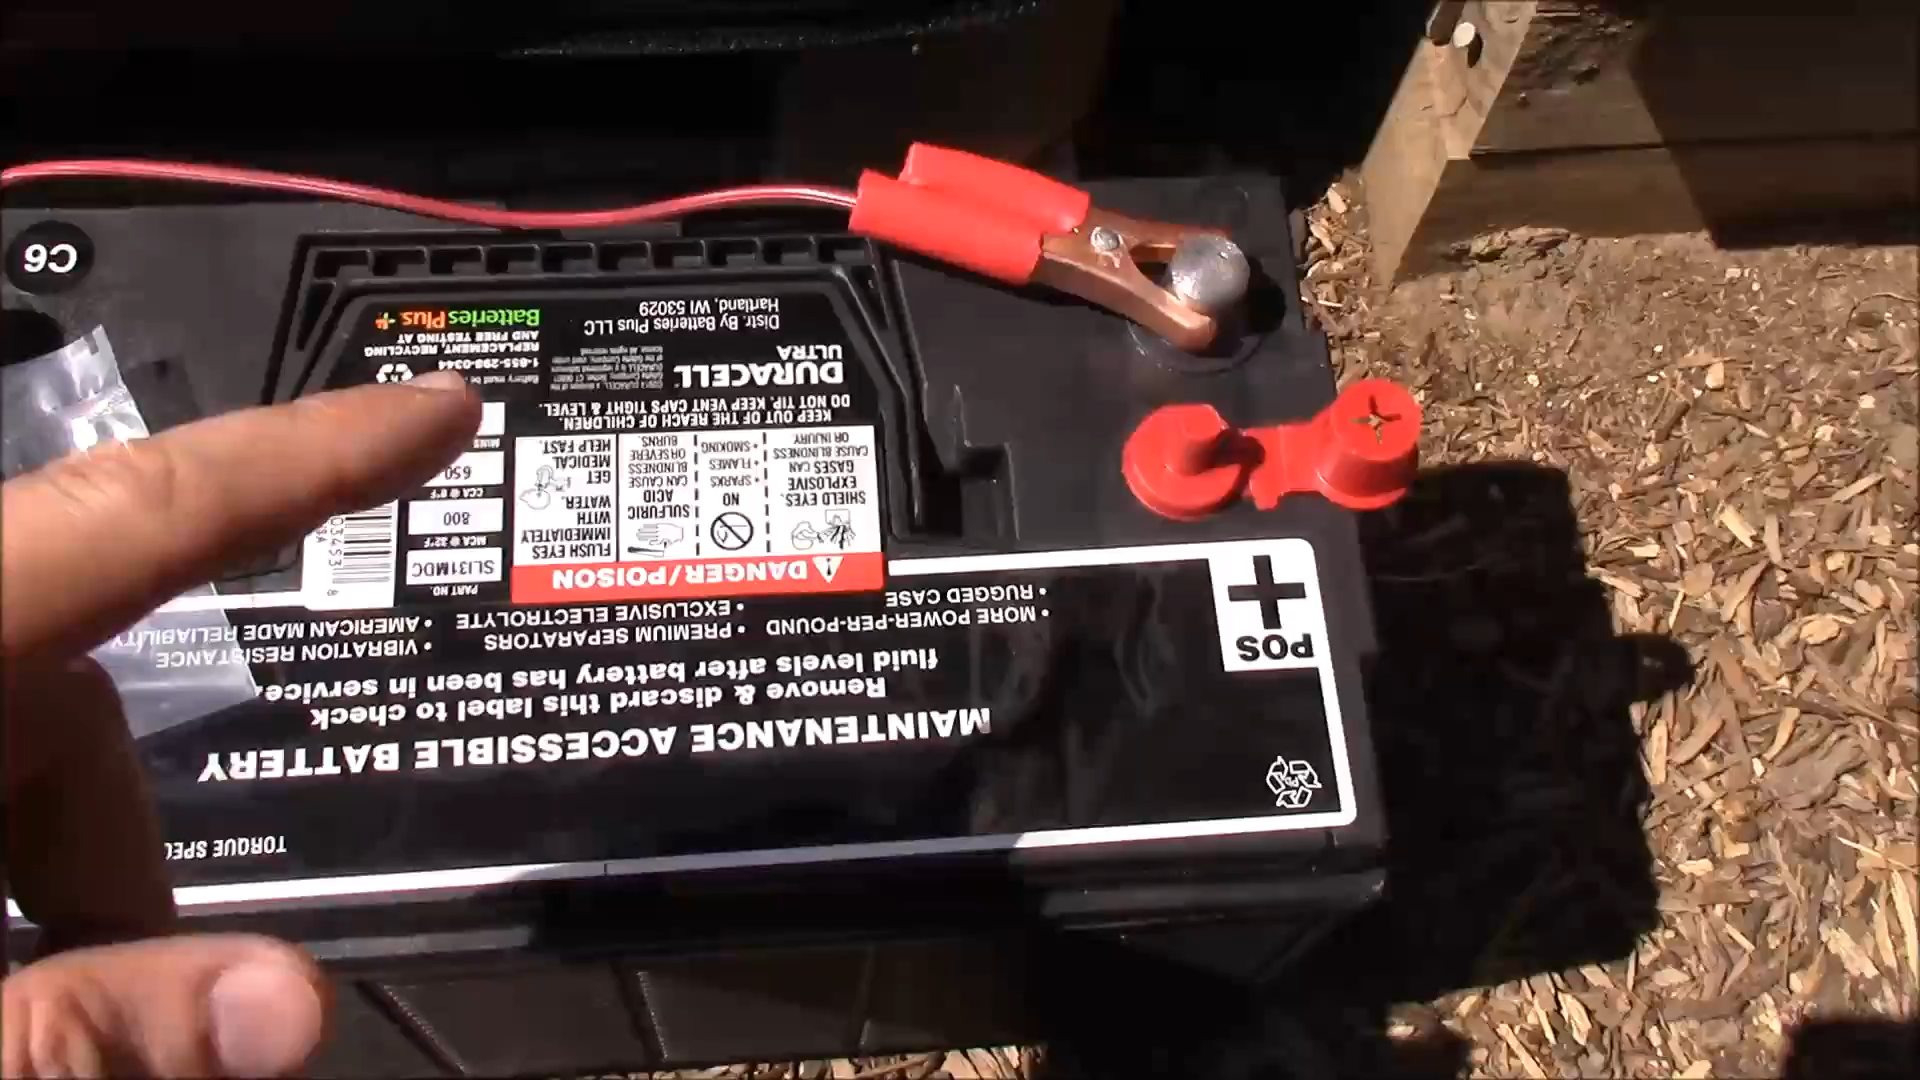 C6
TORQUE SPEC
MAINTENANCE ACCESSIBLE BATTERY
Remove & discard this label to check
fluid levels after battery has been in service.
• MORE POWER-PER-POUND
• RUGGED CASE
• PREMIUM SEPARATORS
• EXCLUSIVE ELECTROLYTE
• VIBRATION RESISTANCE
• AMERICAN MADE RELIABILITY
POS
+
DANGER/POISON
SHIELD EYES.
EXPLOSIVE
GASES CAN
CAUSE BLINDNESS
OR INJURY
NO
• SPARKS
• FLAMES
• SMOKING
SULFURIC
ACID
CAN CAUSE
BLINDNESS
OR SEVERE
BURNS.
FLUSH EYES
IMMEDIATELY
WITH
WATER.
GET
MEDICAL
HELP FAST.
KEEP OUT OF THE REACH OF CHILDREN.
DO NOT TIP. KEEP VENT CAPS TIGHT & LEVEL.
PART NO.
SLI31MDC
MCA @ 32°F
800
CCA @ 0°F
650
MINS
DURACELL
ULTRA
Distr. By Batteries Plus LLC
Hartland, WI 53029
Battery must be
1-855-298-0344
REPLACEMENT, RECYCLING
AND FREE TESTING AT
Batteries Plus